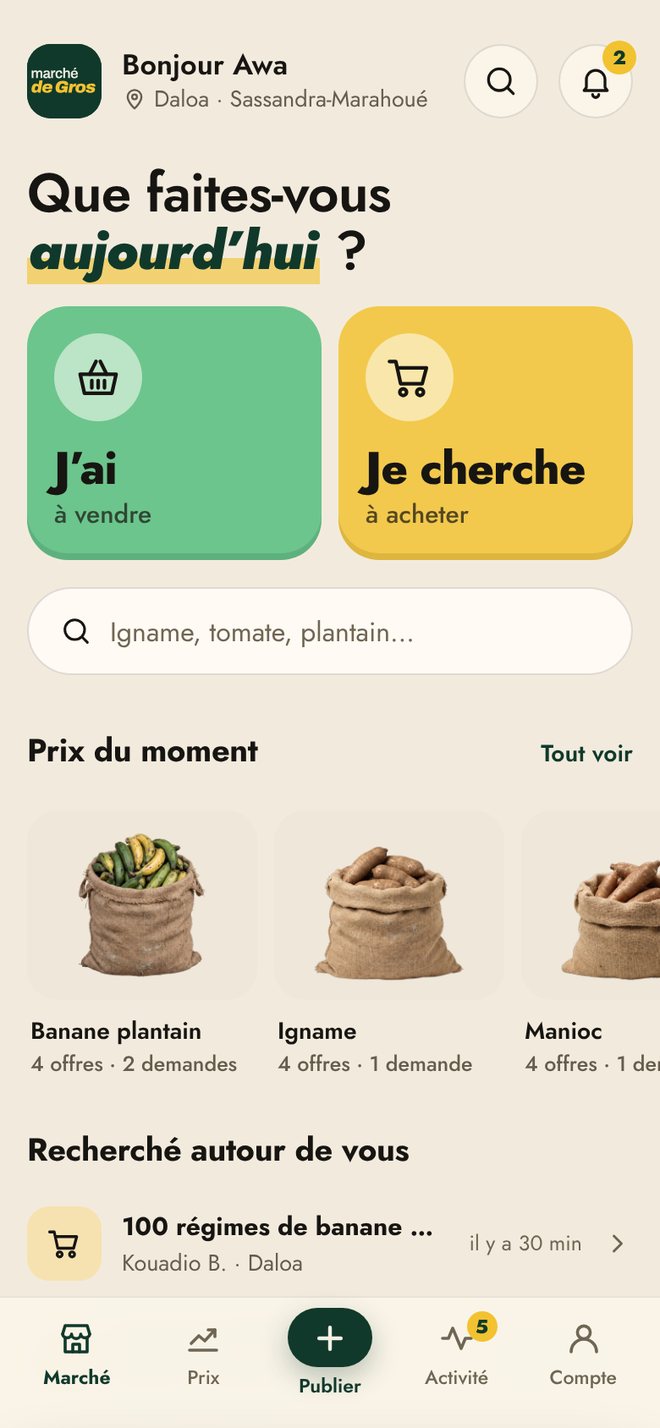 marché
de Gros
Bonjour Awa
Daloa · Sassandra-Marahoué
2
Que faites-vous
aujourd’hui ?
J’ai
à vendre
Je cherche
à acheter
Igname, tomate, plantain…
Prix du moment
Tout voir
Banane plantain
4 offres · 2 demandes
Igname
4 offres · 1 demande
Manioc
4 offres · 1 der
Recherché autour de vous
100 régimes de banane ...
Kouadio B. · Daloa
il y a 30 min
Marché
Prix
Publier
5
Activité
Compte